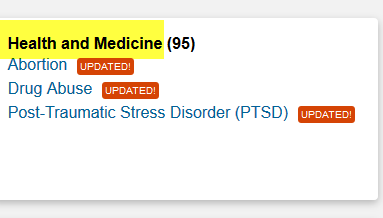 Health and Medicine (95)
Abortion UPDATED!
Drug Abuse UPDATED!
Post-Traumatic Stress Disorder (PTSD) UPDATED!